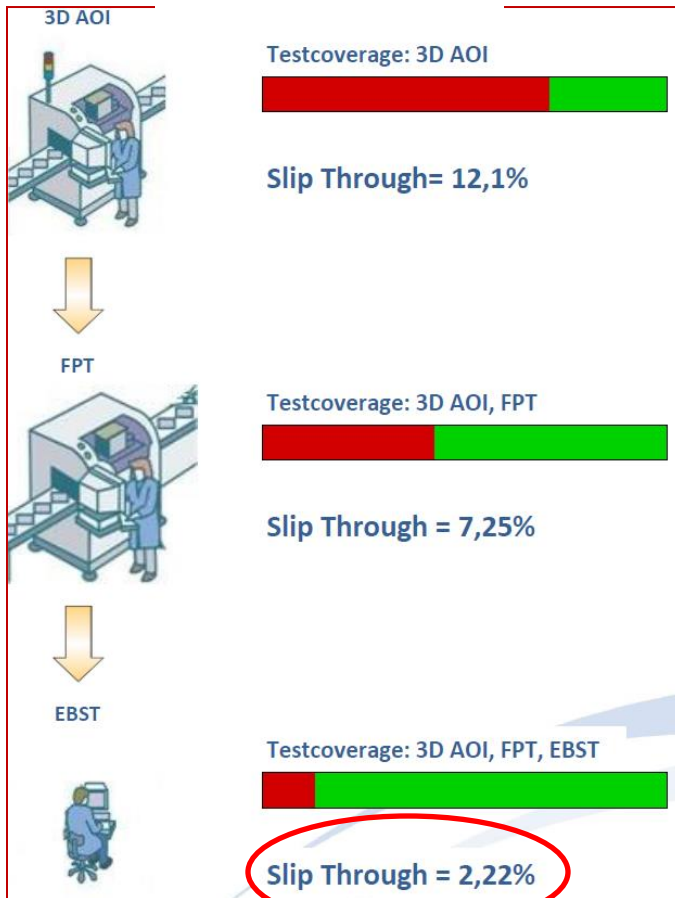 3D AOI
Testcoverage: 3D AOI
Slip Through= 12,1%
FPT
Testcoverage: 3D AOI, FPT
Slip Through = 7,25%
EBST
Testcoverage: 3D AOI, FPT, EBST
Slip Through = 2,22%